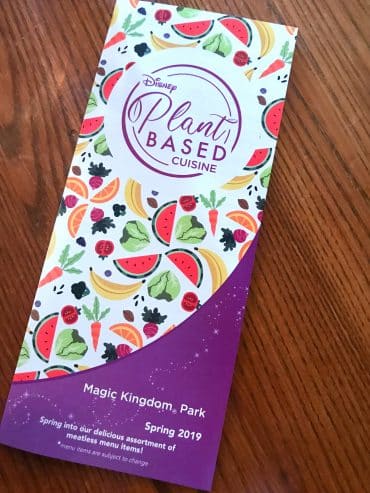 Disney
Plant
BASED
CUISINE
Magic Kingdom® Park
Spring 2019
Spring into our delicious assortment of
meatless menu items!
*menu items are subject to change